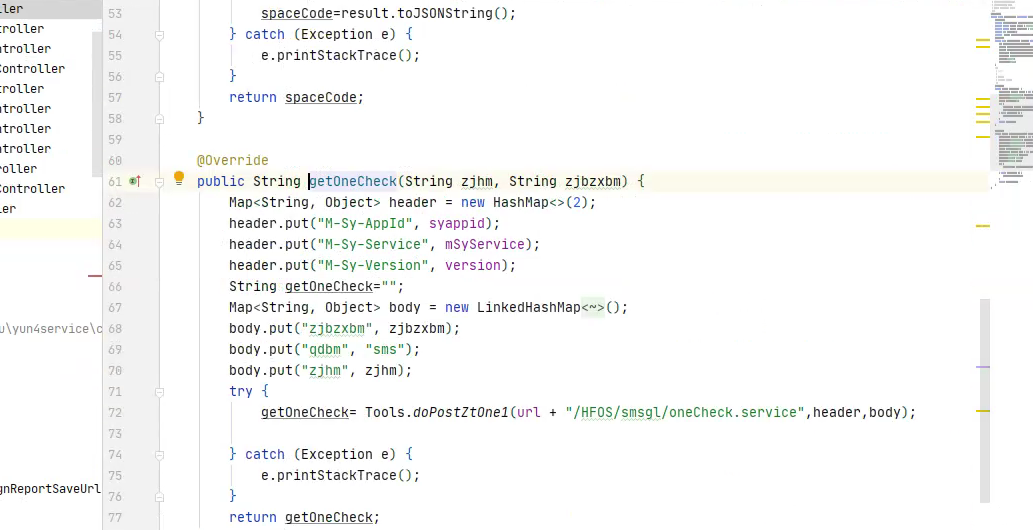 ller
troller
ntroller
Controller
troller
ntroller
ntroller
ntroller
roller
Controller
ler
u\yun4service\c
gnReportSaveUrl
53 spaceCode=result.toJSONString();
54 } catch (Exception e) {
55 e.printStackTrace();
56 }
57 return spaceCode;
58 }
59
60 @Override
61 public String getOneCheck(String zjhm, String zjbzxbm) {
62 Map<String, Object> header = new HashMap<>(2);
63 header.put("M-Sy-AppId", syappid);
64 header.put("M-Sy-Service", mSyService);
65 header.put("M-Sy-Version", version);
66 String getOneCheck="";
67 Map<String, Object> body = new LinkedHashMap<~>();
68 body.put("zjbzxbm", zjbzxbm);
69 body.put("qdbm", "sms");
70 body.put("zjhm", zjhm);
71 try {
72 getOneCheck= Tools.doPostZtOne1(url + "/HFOS/smsgl/oneCheck.service",header,body);
73
74 } catch (Exception e) {
75 e.printStackTrace();
76 }
77 return getOneCheck;